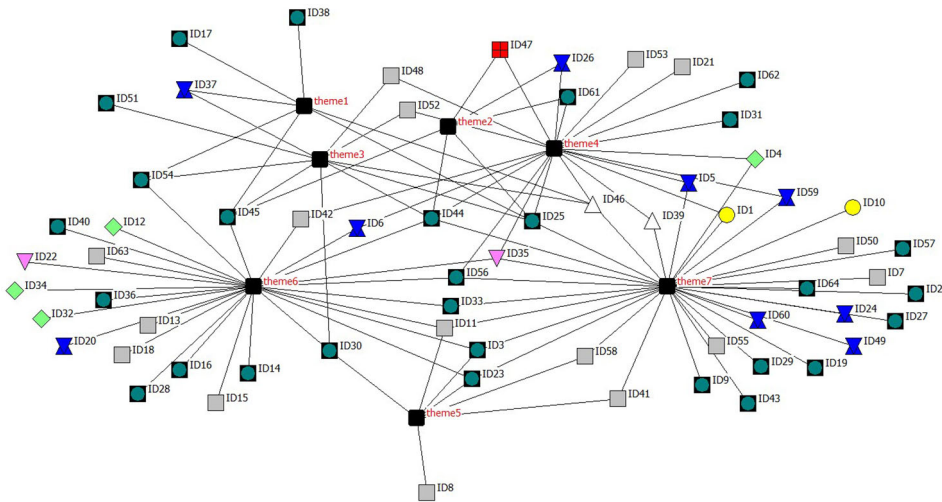 ID38
ID17
ID47
ID26
ID53
ID21
ID48
ID62
ID37
ID61
ID51
theme1
ID52
theme2
ID31
theme4
theme3
ID4
ID54
ID5
ID59
ID46
ID10
ID45
ID42
ID44
ID25
ID39
ID1
ID40
ID12
ID6
ID50
ID57
ID63
ID22
ID35
ID56
ID7
theme6
theme7
ID64
ID34
ID36
ID2
ID33
ID24
ID32
ID13
ID11
ID60
ID27
ID20
ID18
ID30
ID3
ID58
ID55
ID49
ID16
ID14
ID23
ID29
ID19
ID28
ID15
ID41
ID9
ID43
theme5
ID8